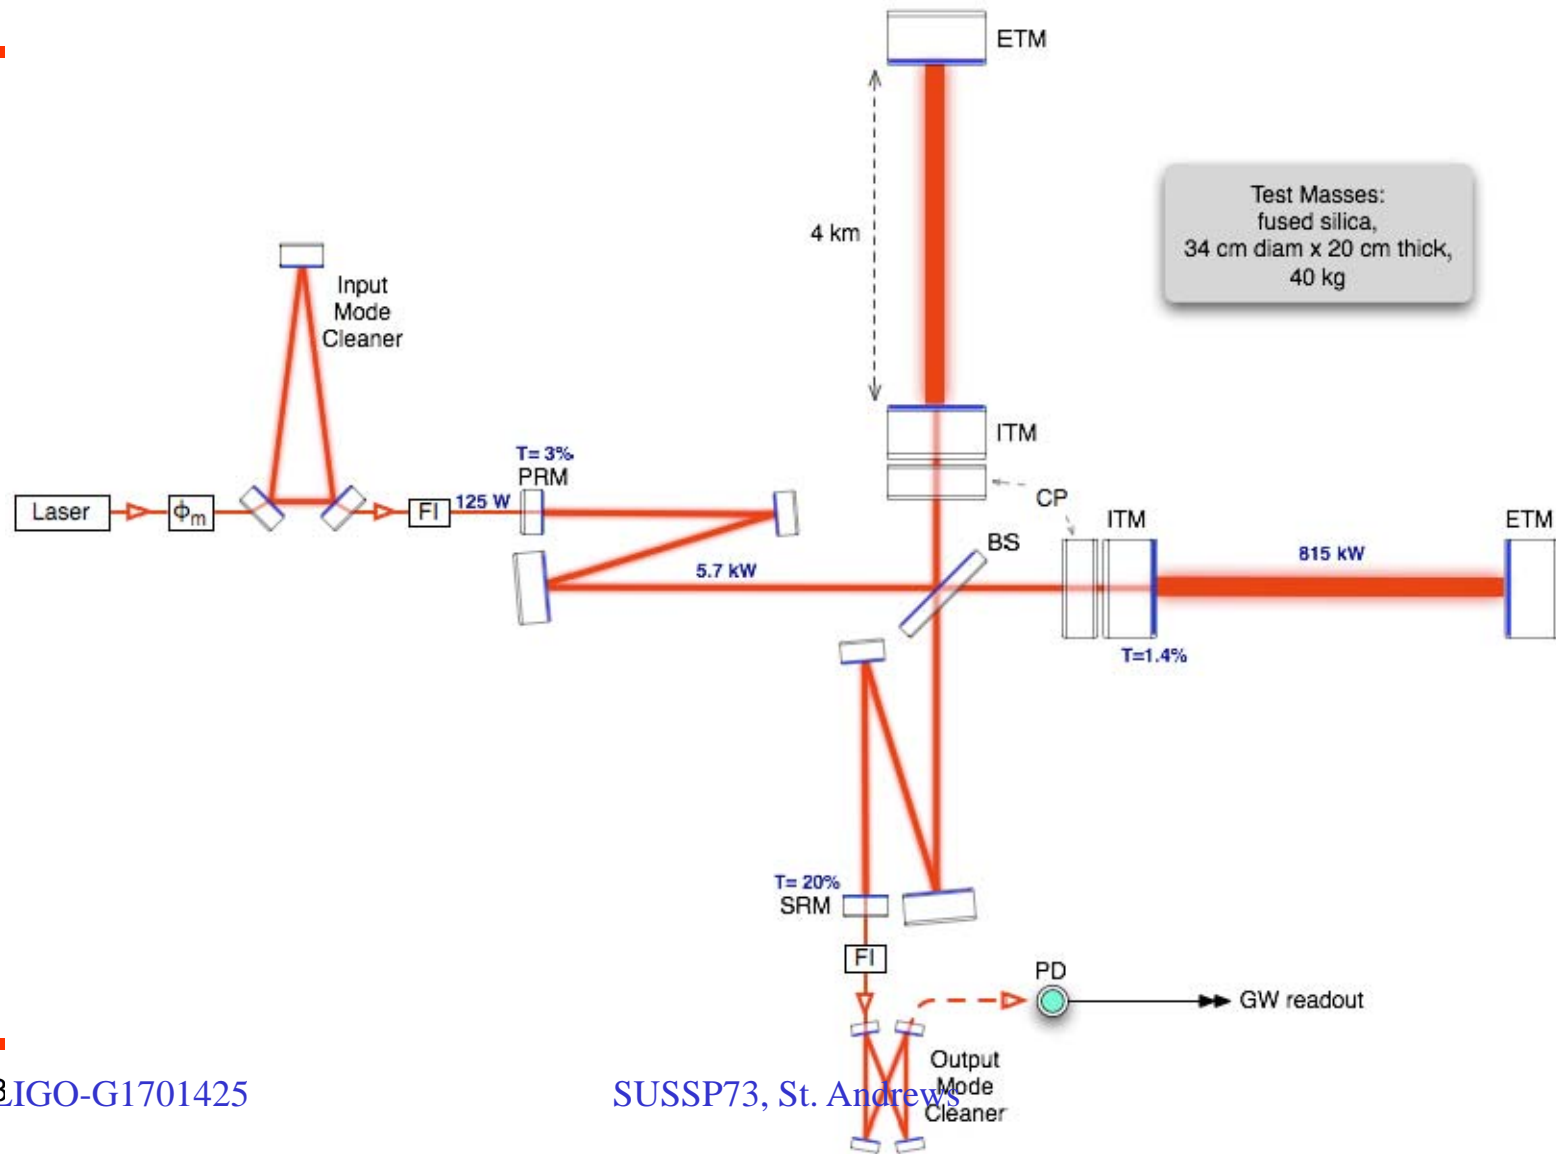 ETM
4 km
Test Masses:
fused silica,
34 cm diam x 20 cm thick,
40 kg
Input
Mode
Cleaner
ITM
T= 3%
PRM
Laser
ϕm
FI
125 W
CP
ITM
ETM
BS
815 kW
5.7 kW
T=1.4%
T= 20%
SRM
FI
PD
GW readout
Output
Mode
Cleaner
LIGO-G1701425
SUSSP73, St. Andrews